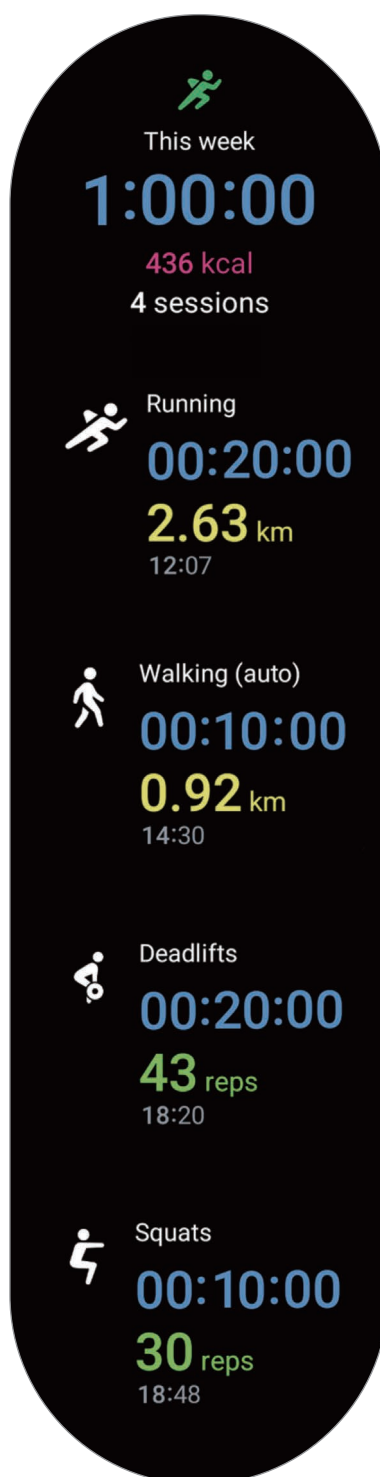 This week
1:00:00
436 kcal
4 sessions
Running
00:20:00
2.63 km
12:07
Walking (auto)
00:10:00
0.92 km
14:30
Deadlifts
00:20:00
43 reps
18:20
Squats
00:10:00
30 reps
18:48